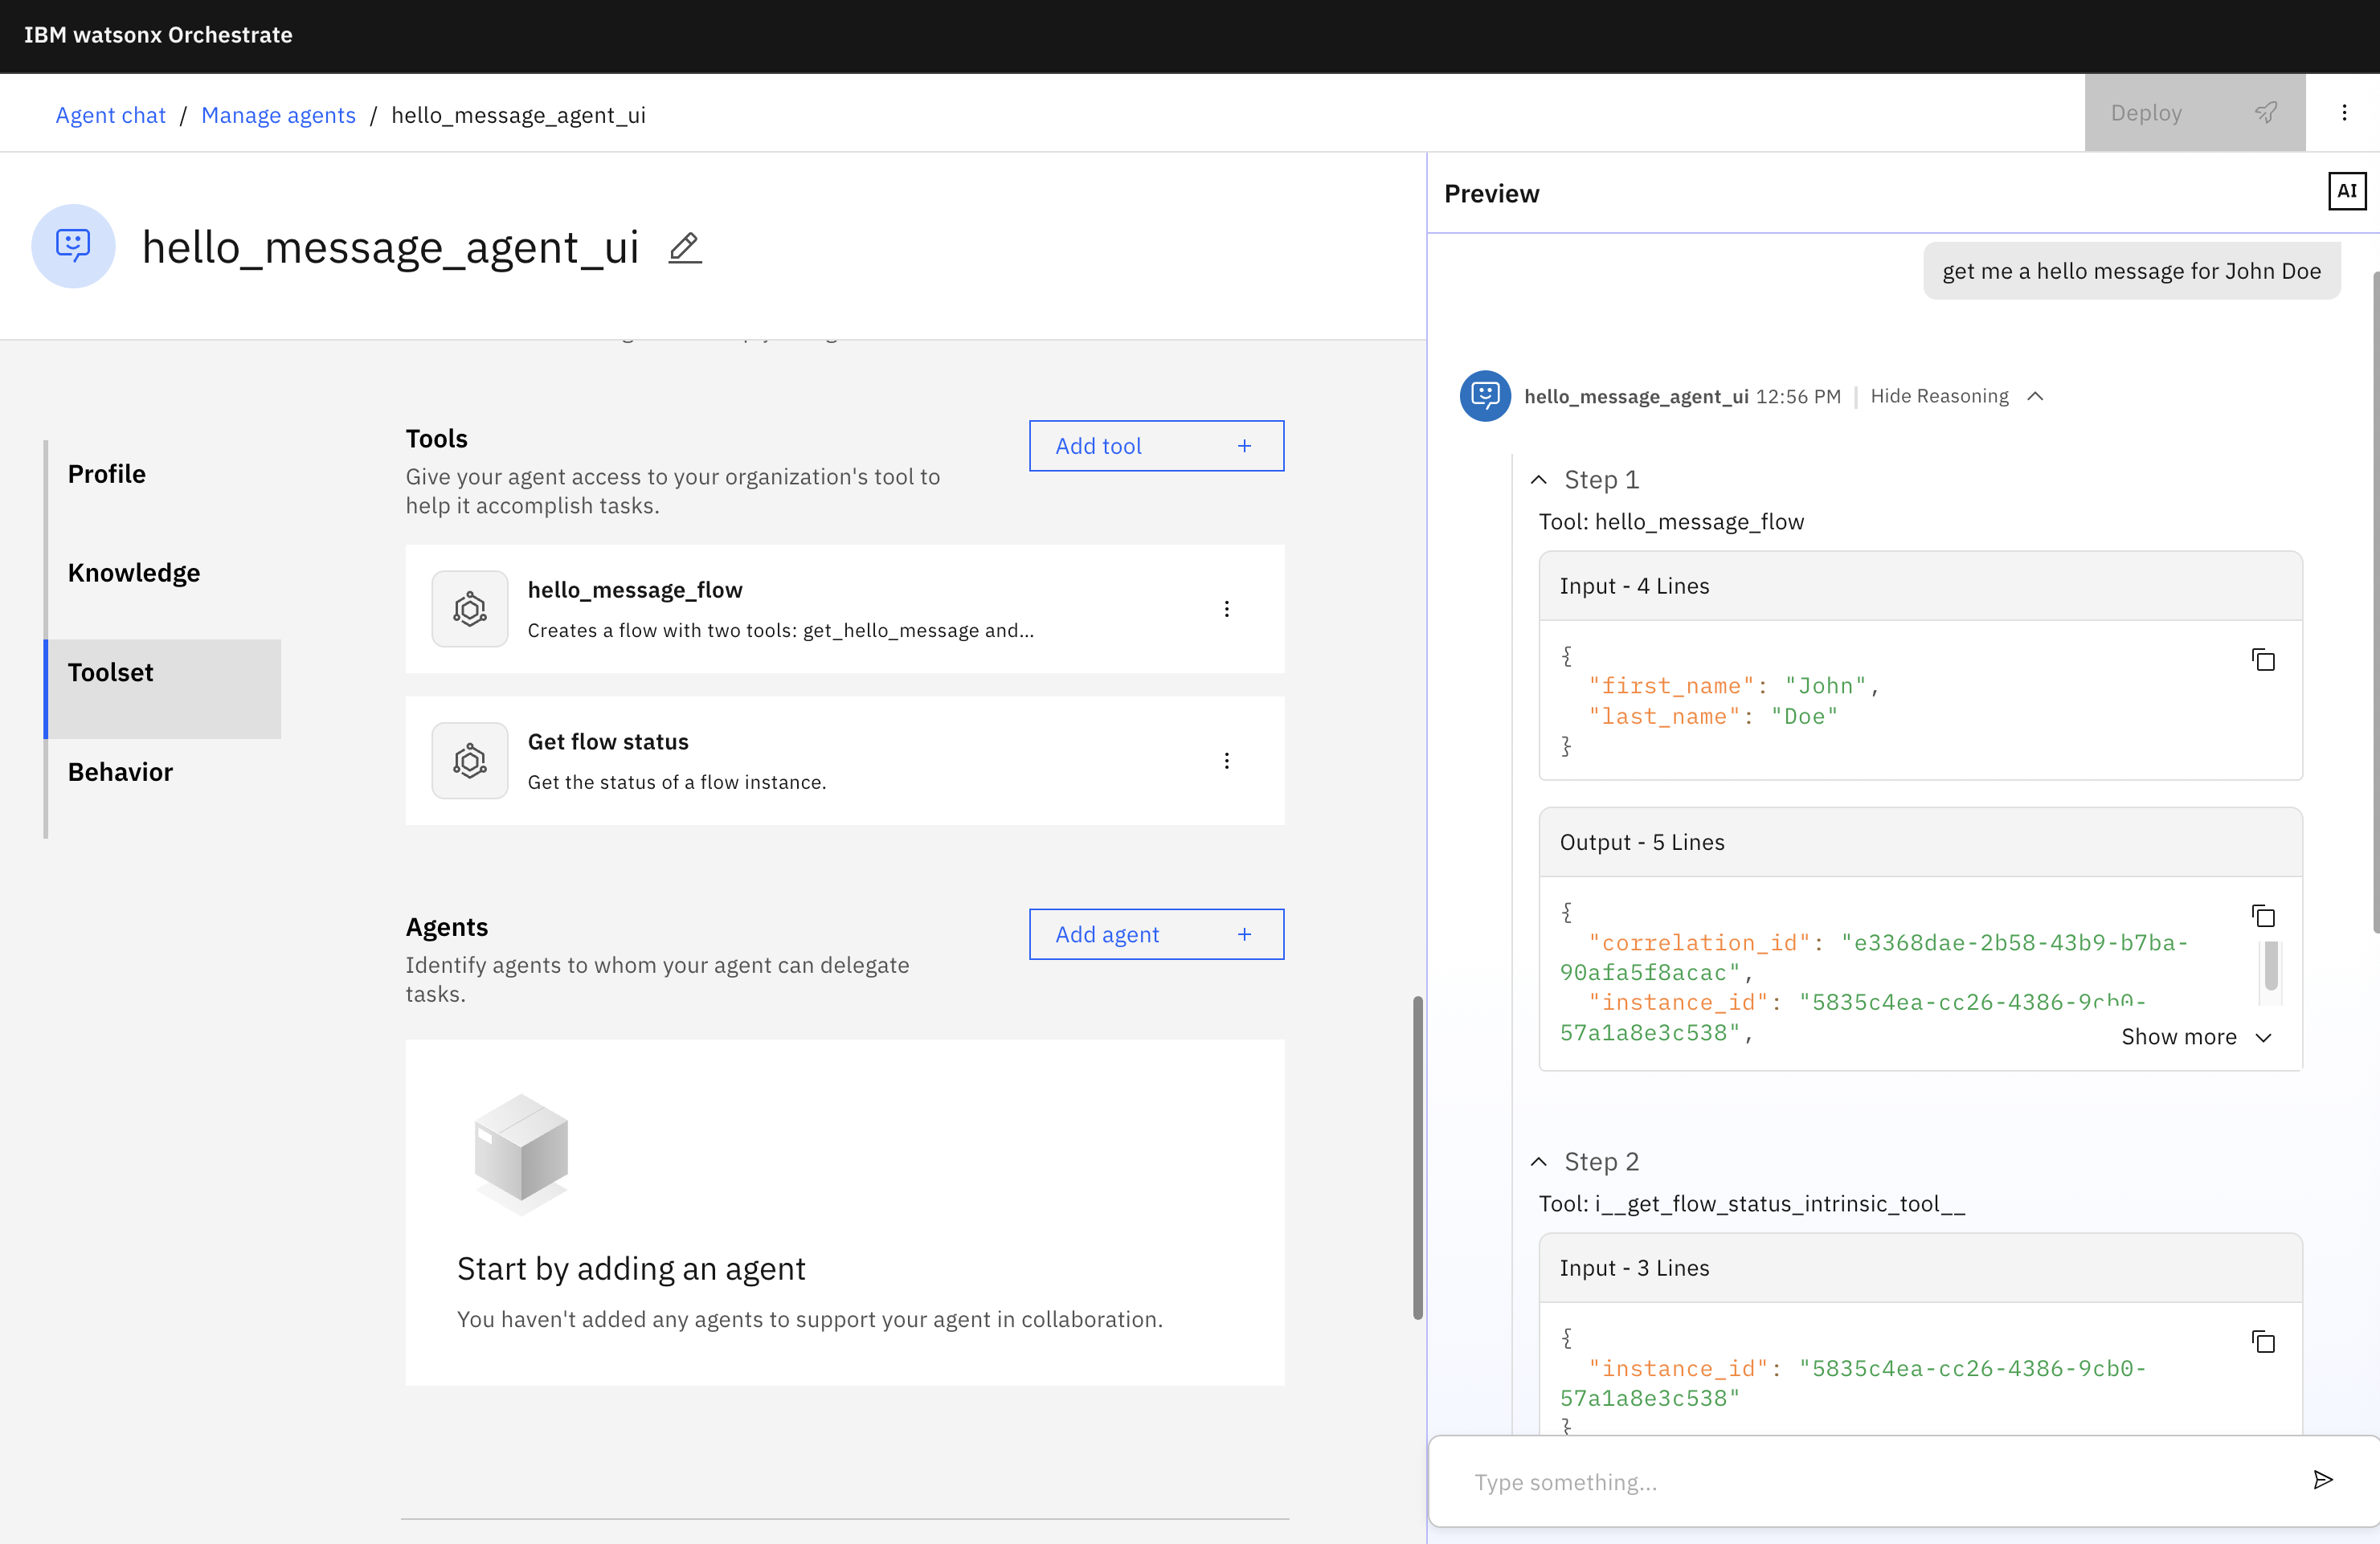 IBM watsonx Orchestrate
Agent chat / Manage agents / hello_message_agent_ui
Deploy
hello_message_agent_ui
Profile
Knowledge
Toolset
Behavior
Tools
Give your agent access to your organization's tool to
help it accomplish tasks.
Add tool +
hello_message_flow
Creates a flow with two tools: get_hello_message and...
Get flow status
Get the status of a flow instance.
Agents
Identify agents to whom your agent can delegate
tasks.
Add agent +
Start by adding an agent
You haven't added any agents to support your agent in collaboration.
Preview
AI
get me a hello message for John Doe
hello_message_agent_ui 12:56 PM | Hide Reasoning
Step 1
Tool: hello_message_flow
Input - 4 Lines
{
"first_name": "John",
"last_name": "Doe"
}
Output - 5 Lines
{
"correlation_id": "e3368dae-2b58-43b9-b7ba-
90afa5f8acac",
"instance_id": "5835c4ea-cc26-4386-9cb0-
57a1a8e3c538",
Show more
Step 2
Tool: i__get_flow_status_intrinsic_tool__
Input - 3 Lines
{
"instance_id": "5835c4ea-cc26-4386-9cb0-
57a1a8e3c538"
}
Type something...